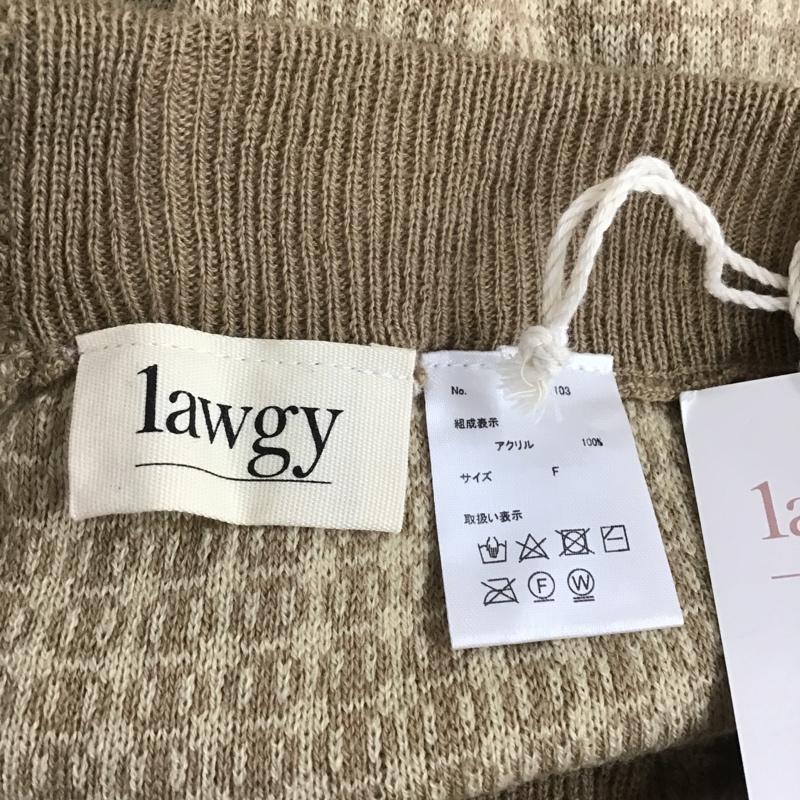 lawgy
No. 103
組成表示
アクリル 100%
サイズ F
取扱い表示
F W
la